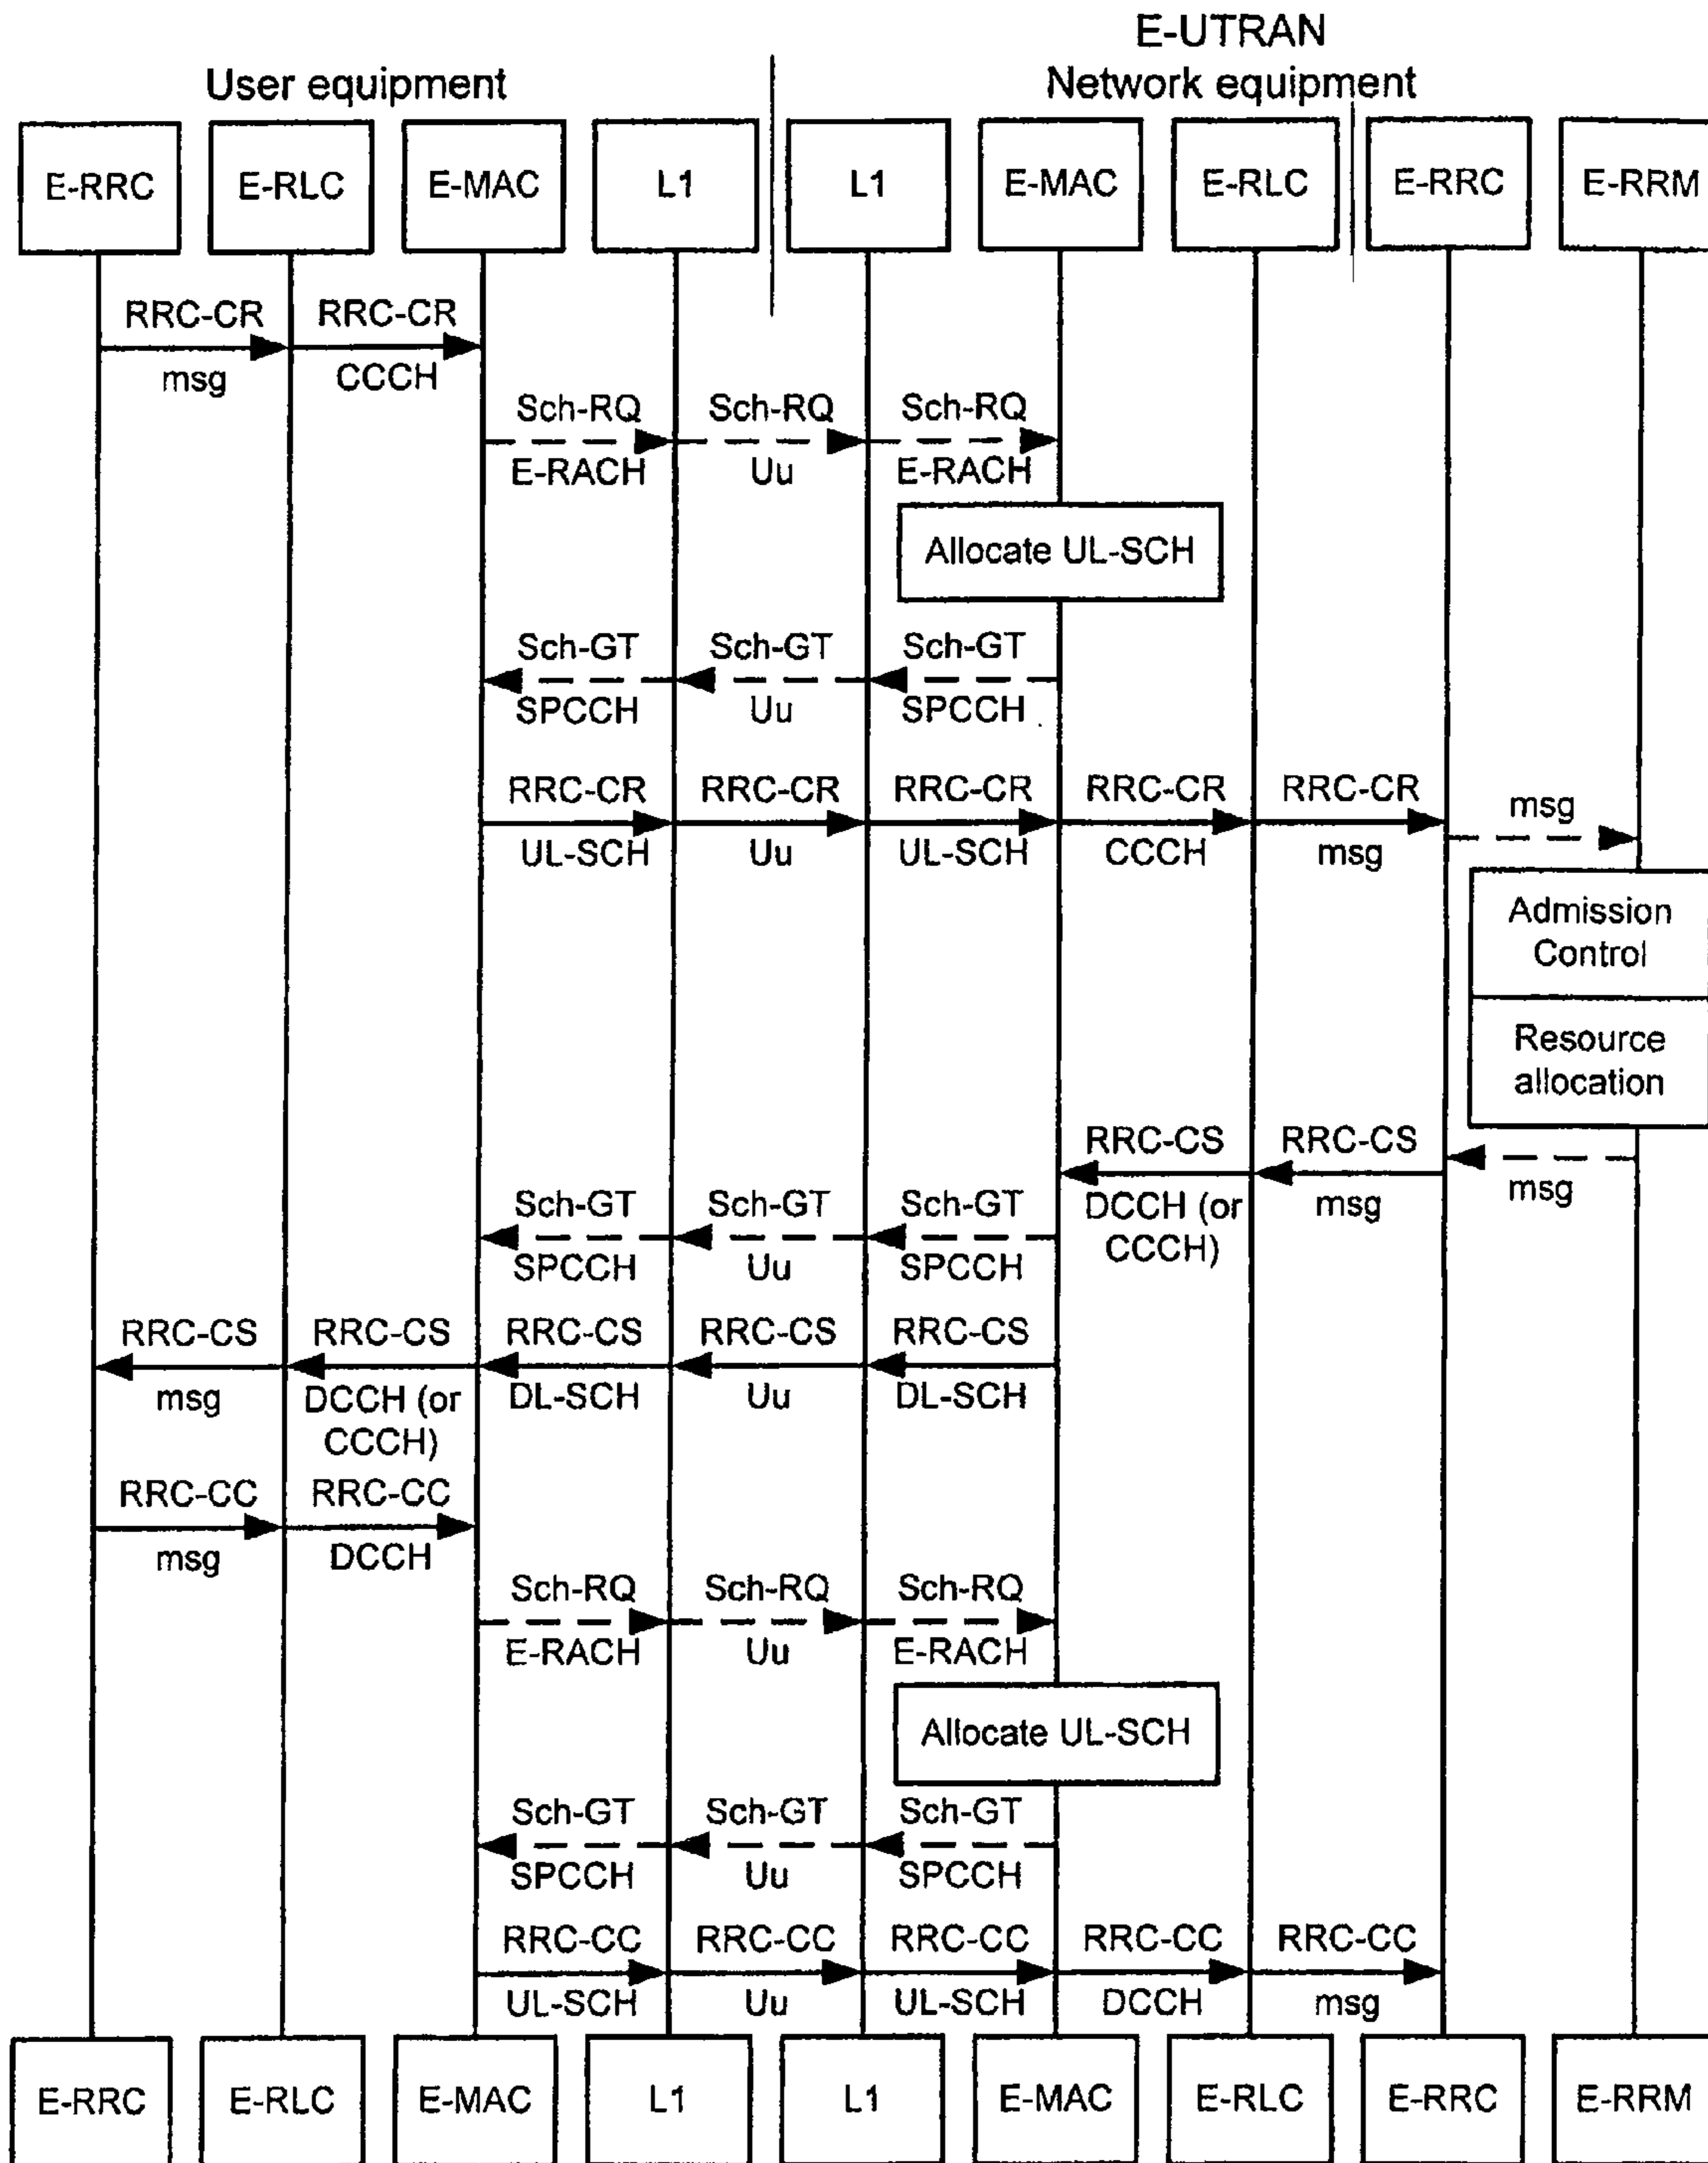 E-UTRAN
User equipment
Network equipment
E-RRC E-RLC E-MAC L1 L1 E-MAC E-RLC E-RRC E-RRM
RRC-CR RRC-CR
msg CCCH
Sch-RQ Sch-RQ Sch-RQ
E-RACH Uu E-RACH
Allocate UL-SCH
Sch-GT Sch-GT Sch-GT
SPCCH Uu SPCCH
RRC-CR RRC-CR RRC-CR RRC-CR RRC-CR msg
UL-SCH Uu UL-SCH CCCH msg
Admission
Control
Resource
allocation
RRC-CS RRC-CS
DCCH (or msg msg
CCCH)
Sch-GT Sch-GT Sch-GT
SPCCH Uu SPCCH
RRC-CS RRC-CS RRC-CS RRC-CS RRC-CS
msg DCCH (or DL-SCH Uu DL-SCH
CCCH)
RRC-CC RRC-CC
msg DCCH
Sch-RQ Sch-RQ Sch-RQ
E-RACH Uu E-RACH
Allocate UL-SCH
Sch-GT Sch-GT Sch-GT
SPCCH Uu SPCCH
RRC-CC RRC-CC RRC-CC RRC-CC RRC-CC
UL-SCH Uu UL-SCH DCCH msg
E-RRC E-RLC E-MAC L1 L1 E-MAC E-RLC E-RRC E-RRM